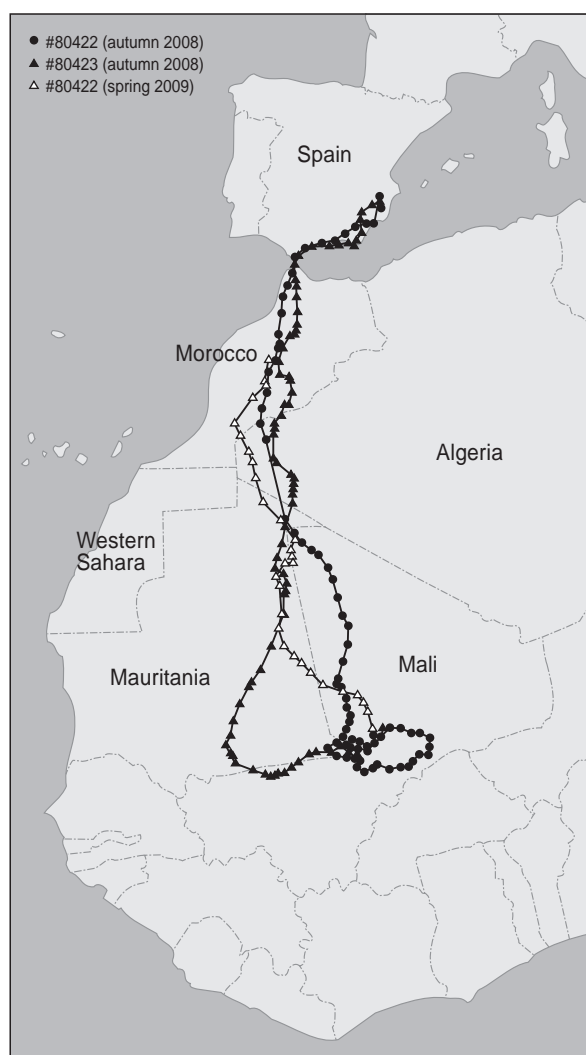 #80422 (autumn 2008)
#80423 (autumn 2008)
#80422 (spring 2009)
Spain
Morocco
Algeria
Western
Sahara
Mauritania
Mali